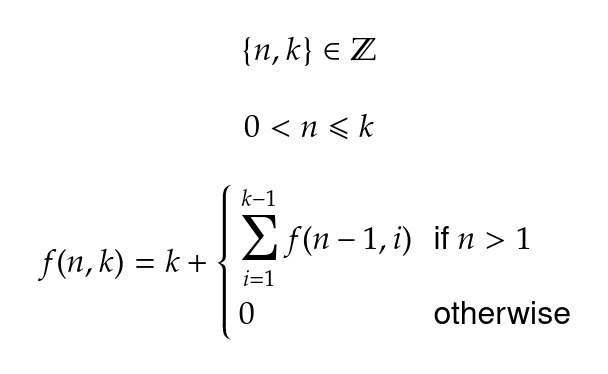 {n, k} ∈ ℤ
0 < n ⩽ k
f(n, k) = k + { ∑_{i=1}^{k−1} f(n − 1, i) if n > 1
0 otherwise